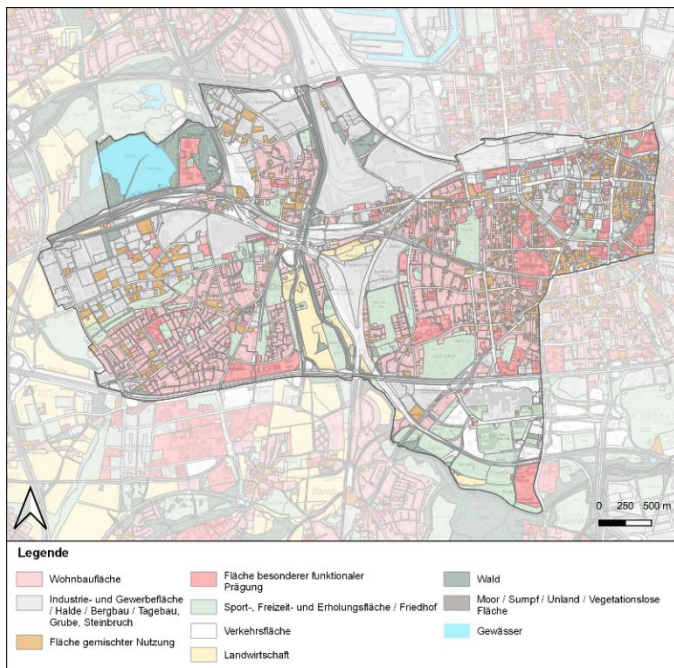 Barop
0 250 500 m
Legende
Wohnbaufläche
Industrie- und Gewerbefläche
/ Halde / Bergbau / Tagebau,
Grube, Steinbruch
Fläche gemischter Nutzung
Fläche besonderer funktionaler
Prägung
Sport-, Freizeit- und Erholungsfläche / Friedhof
Verkehrsfläche
Landwirtschaft
Wald
Moor / Sumpf / Unland / Vegetationslose
Fläche
Gewässer